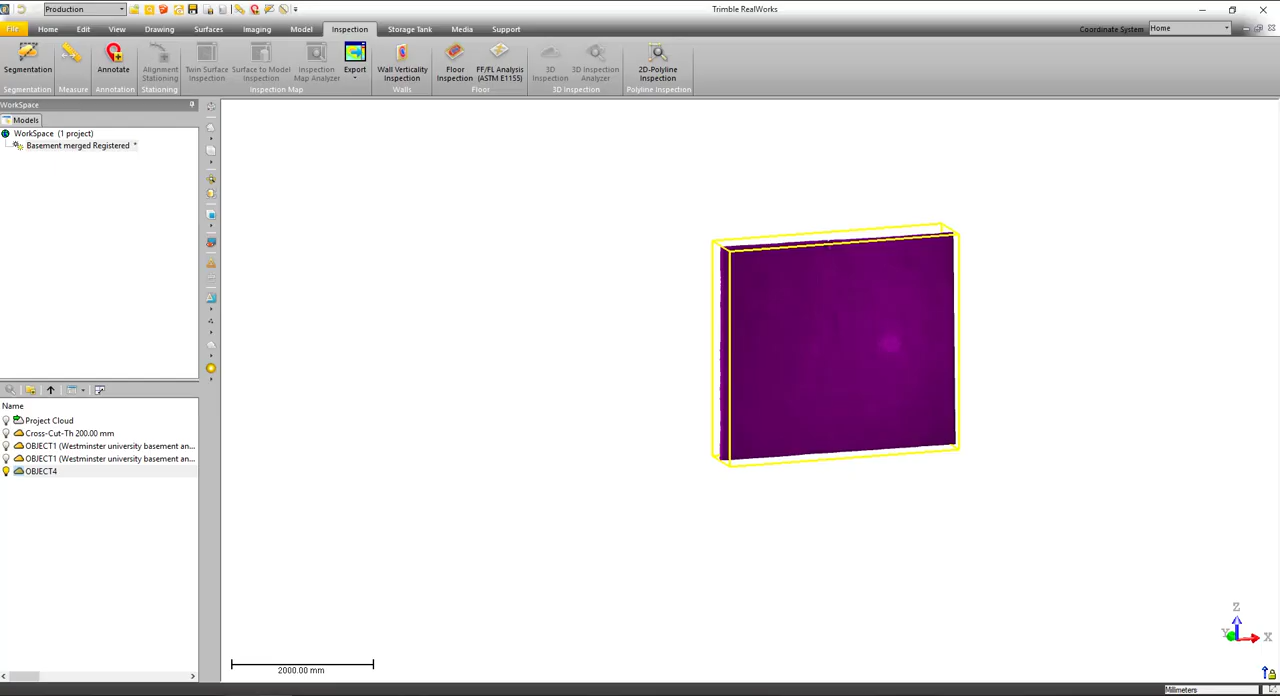 Production
Trimble RealWorks
File Home Edit View Drawing Surfaces Imaging Model Inspection Storage Tank Media Support
Coordinate System Home
Segmentation
Annotate
Alignment Stationing
Twin Surface Inspection
Surface to Model Inspection
Inspection Map Analyzer
Export
Wall Verticality Inspection
Floor Inspection
FF/FL Analysis (ASTM E1155)
3D Inspection
3D Inspection Analyzer
2D-Polyline Inspection
Segmentation Measure Annotation Stationing Inspection Map Walls Floor 3D Inspection Polyline Inspection
WorkSpace
Models
WorkSpace (1 project)
Basement merged Registered *
Name
Project Cloud
Cross-Cut-Th 200.00 mm
OBJECT1 (Westminster university basement an...
OBJECT1 (Westminster university basement an...
OBJECT4
Z
Y
X
2000.00 mm
Millimeters